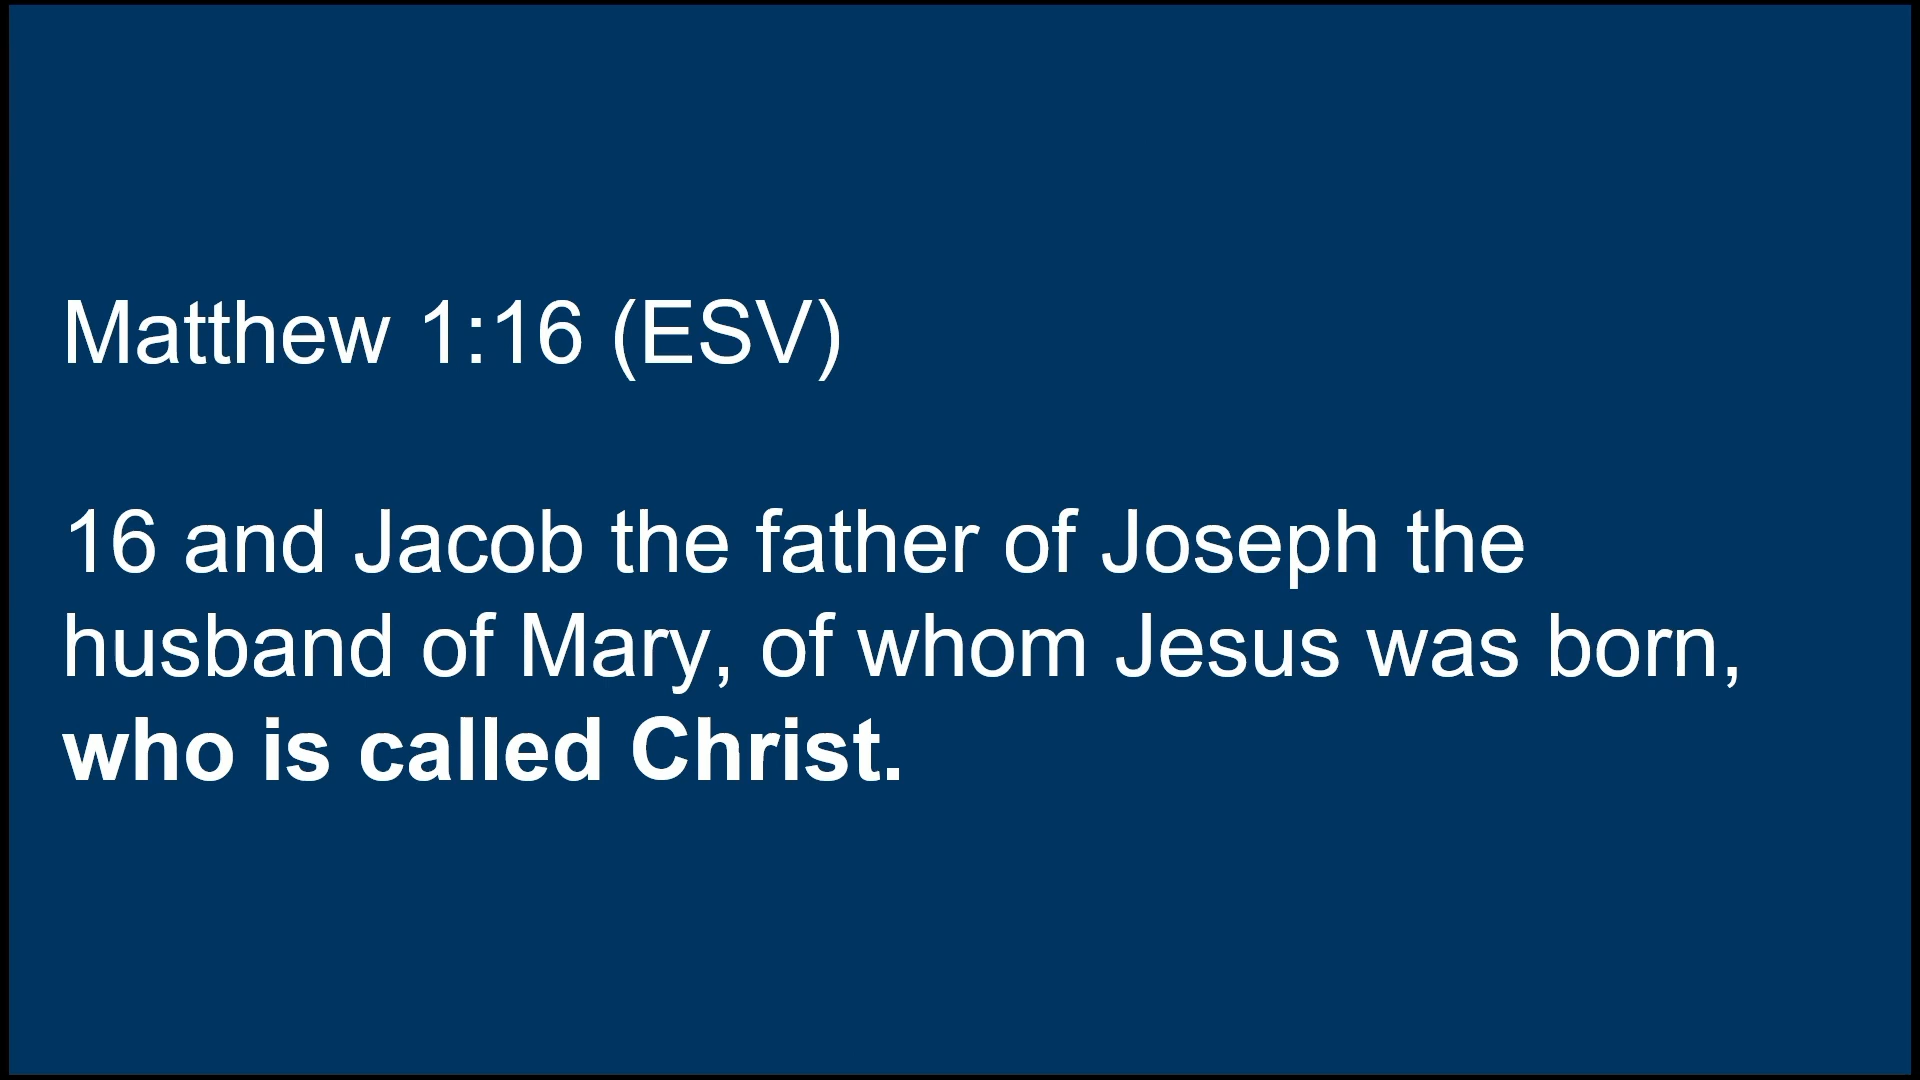 Matthew 1:16 (ESV)
16 and Jacob the father of Joseph the
husband of Mary, of whom Jesus was born,
who is called Christ.